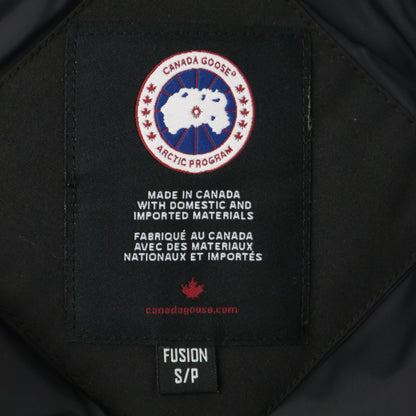 CANADA GOOSE®
ARCTIC PROGRAM
MADE IN CANADA
WITH DOMESTIC AND
IMPORTED MATERIALS
FABRIQUÉ AU CANADA
AVEC DES MATERIAUX
NATIONAUX ET IMPORTÉS
canadagoose.com
FUSION
S/P